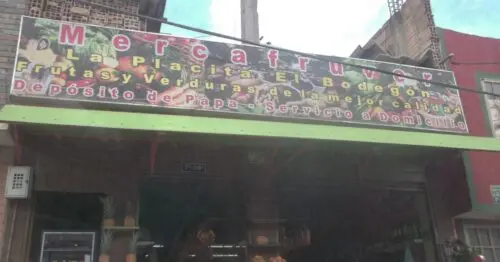 Mercafruver
La Placita El Bodegón
Frutas y Verduras de la mejor calidad
Depósito de Papa - Servicio a Domicilio